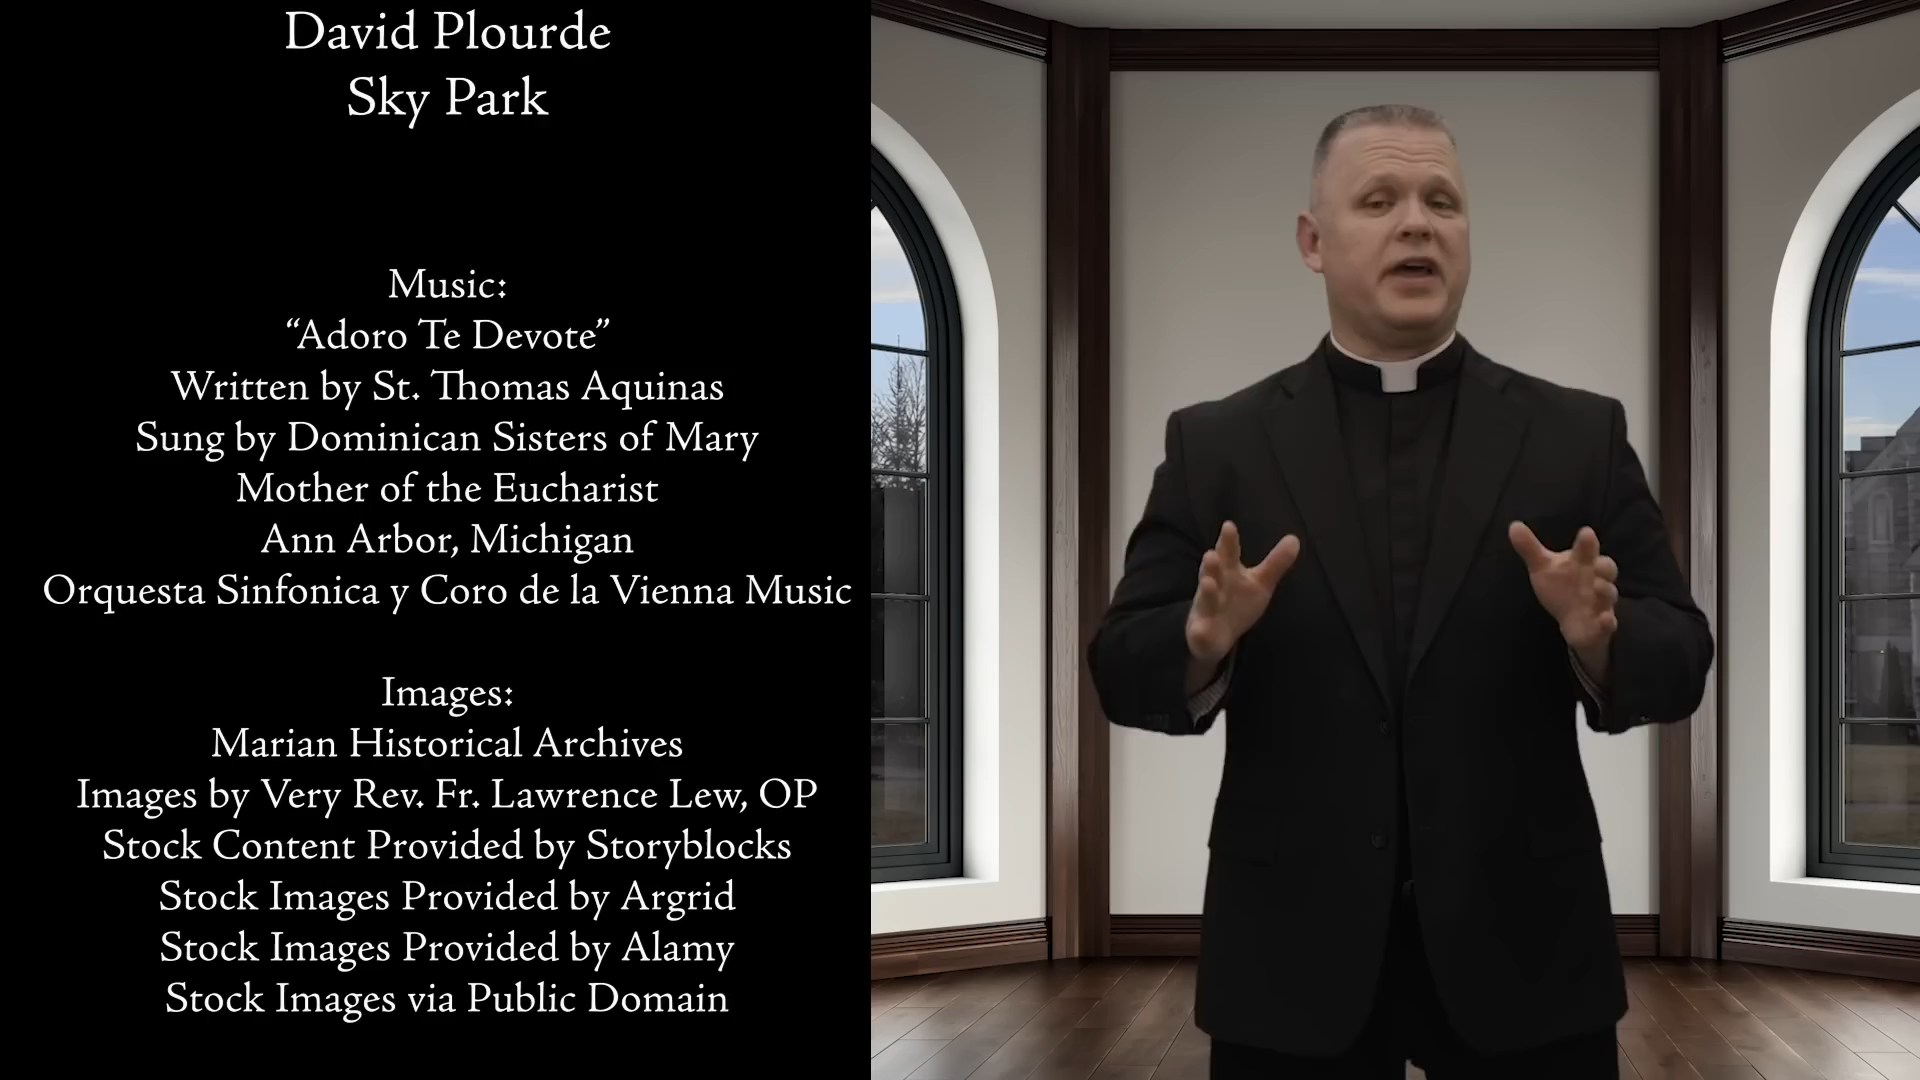 David Plourde
Sky Park
Music:
“Adoro Te Devote”
Written by St. Thomas Aquinas
Sung by Dominican Sisters of Mary
Mother of the Eucharist
Ann Arbor, Michigan
Orquesta Sinfonica y Coro de la Vienna Music
Images:
Marian Historical Archives
Images by Very Rev. Fr. Lawrence Lew, OP
Stock Content Provided by Storyblocks
Stock Images Provided by Argrid
Stock Images Provided by Alamy
Stock Images via Public Domain